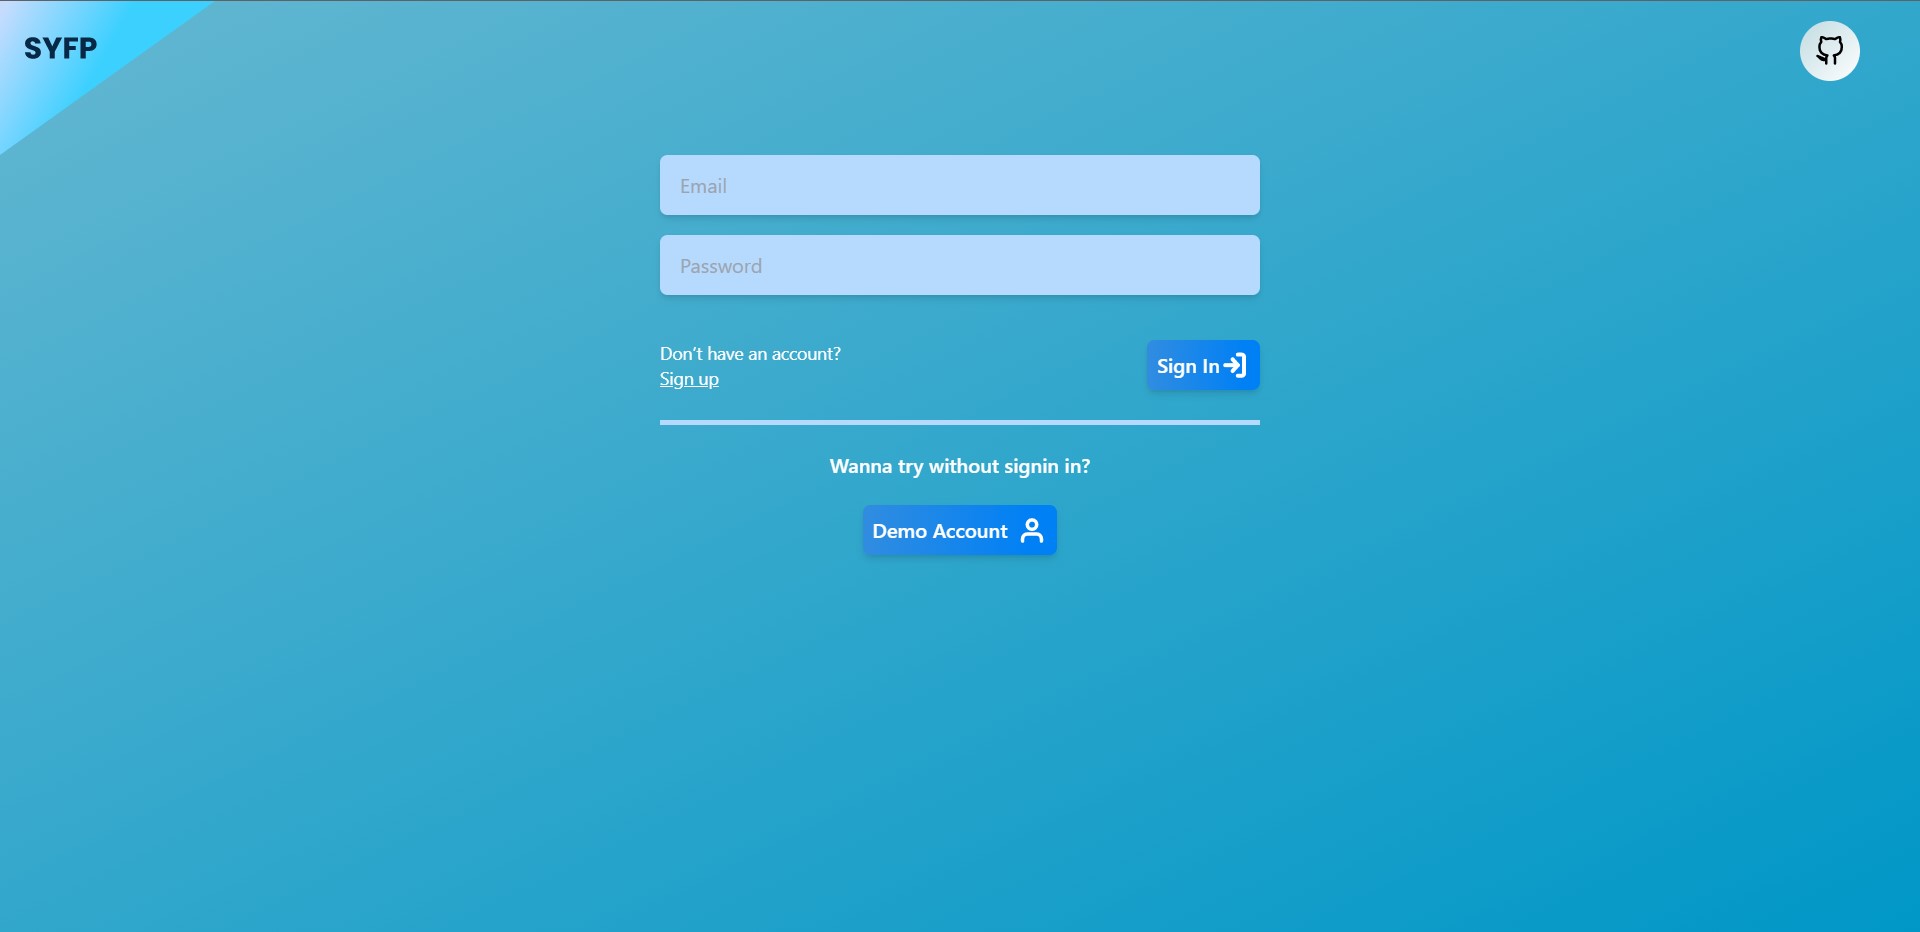 SYFP
Email
Password
Don't have an account?
Sign up
Sign In
Wanna try without signin in?
Demo Account